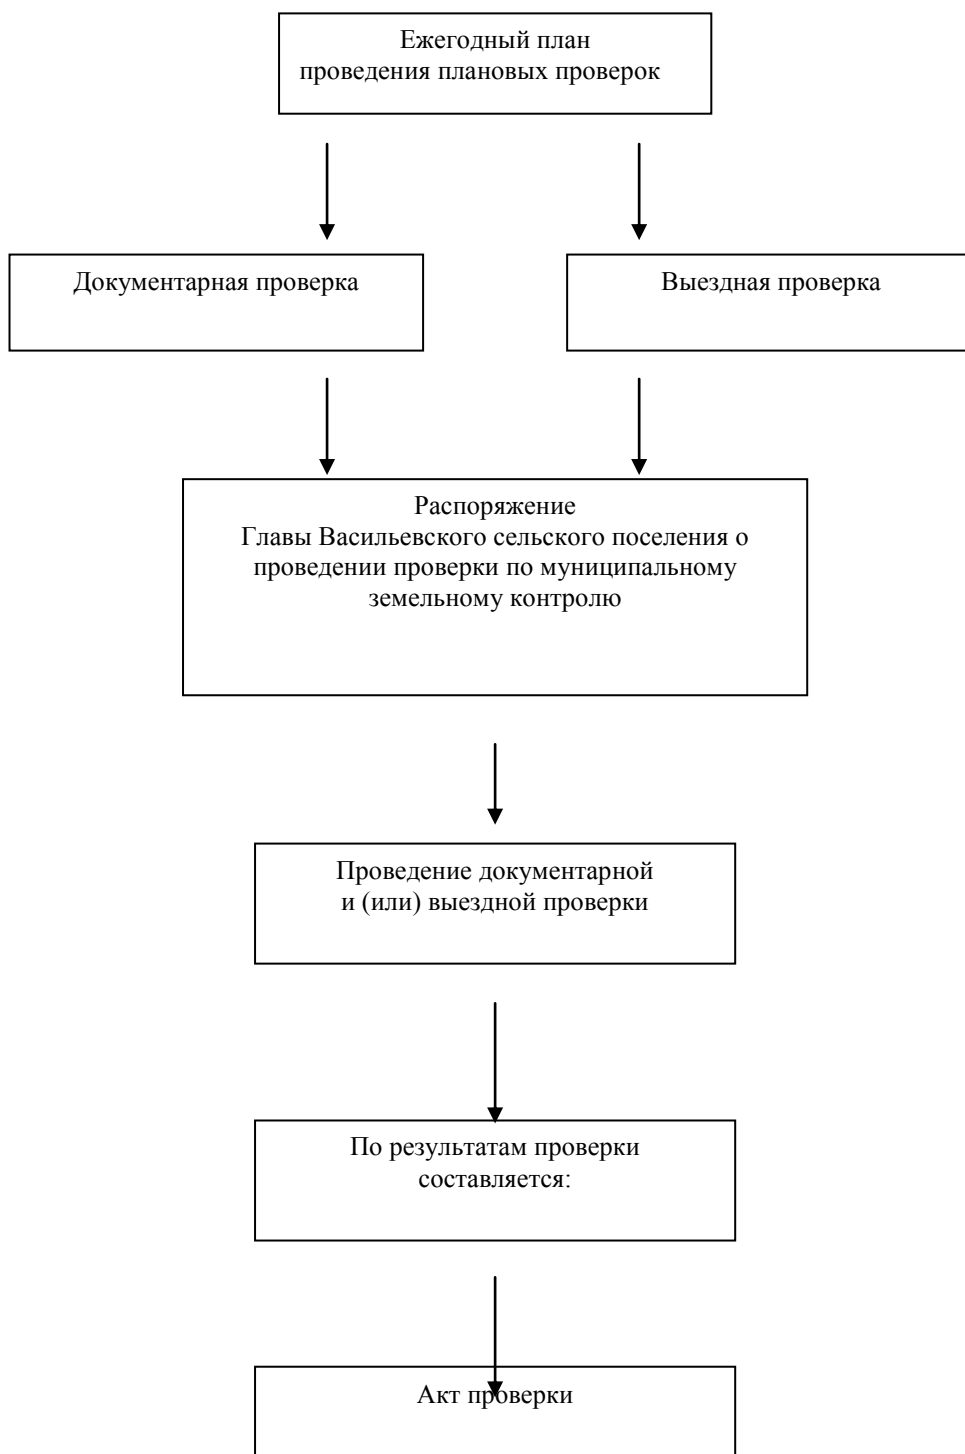 Ежегодный план
проведения плановых проверок
Документарная проверка
Выездная проверка
Распоряжение
Главы Васильевского сельского поселения о
проведении проверки по муниципальному
земельному контролю
Проведение документарной
и (или) выездной проверки
По результатам проверки
составляется:
Акт проверки